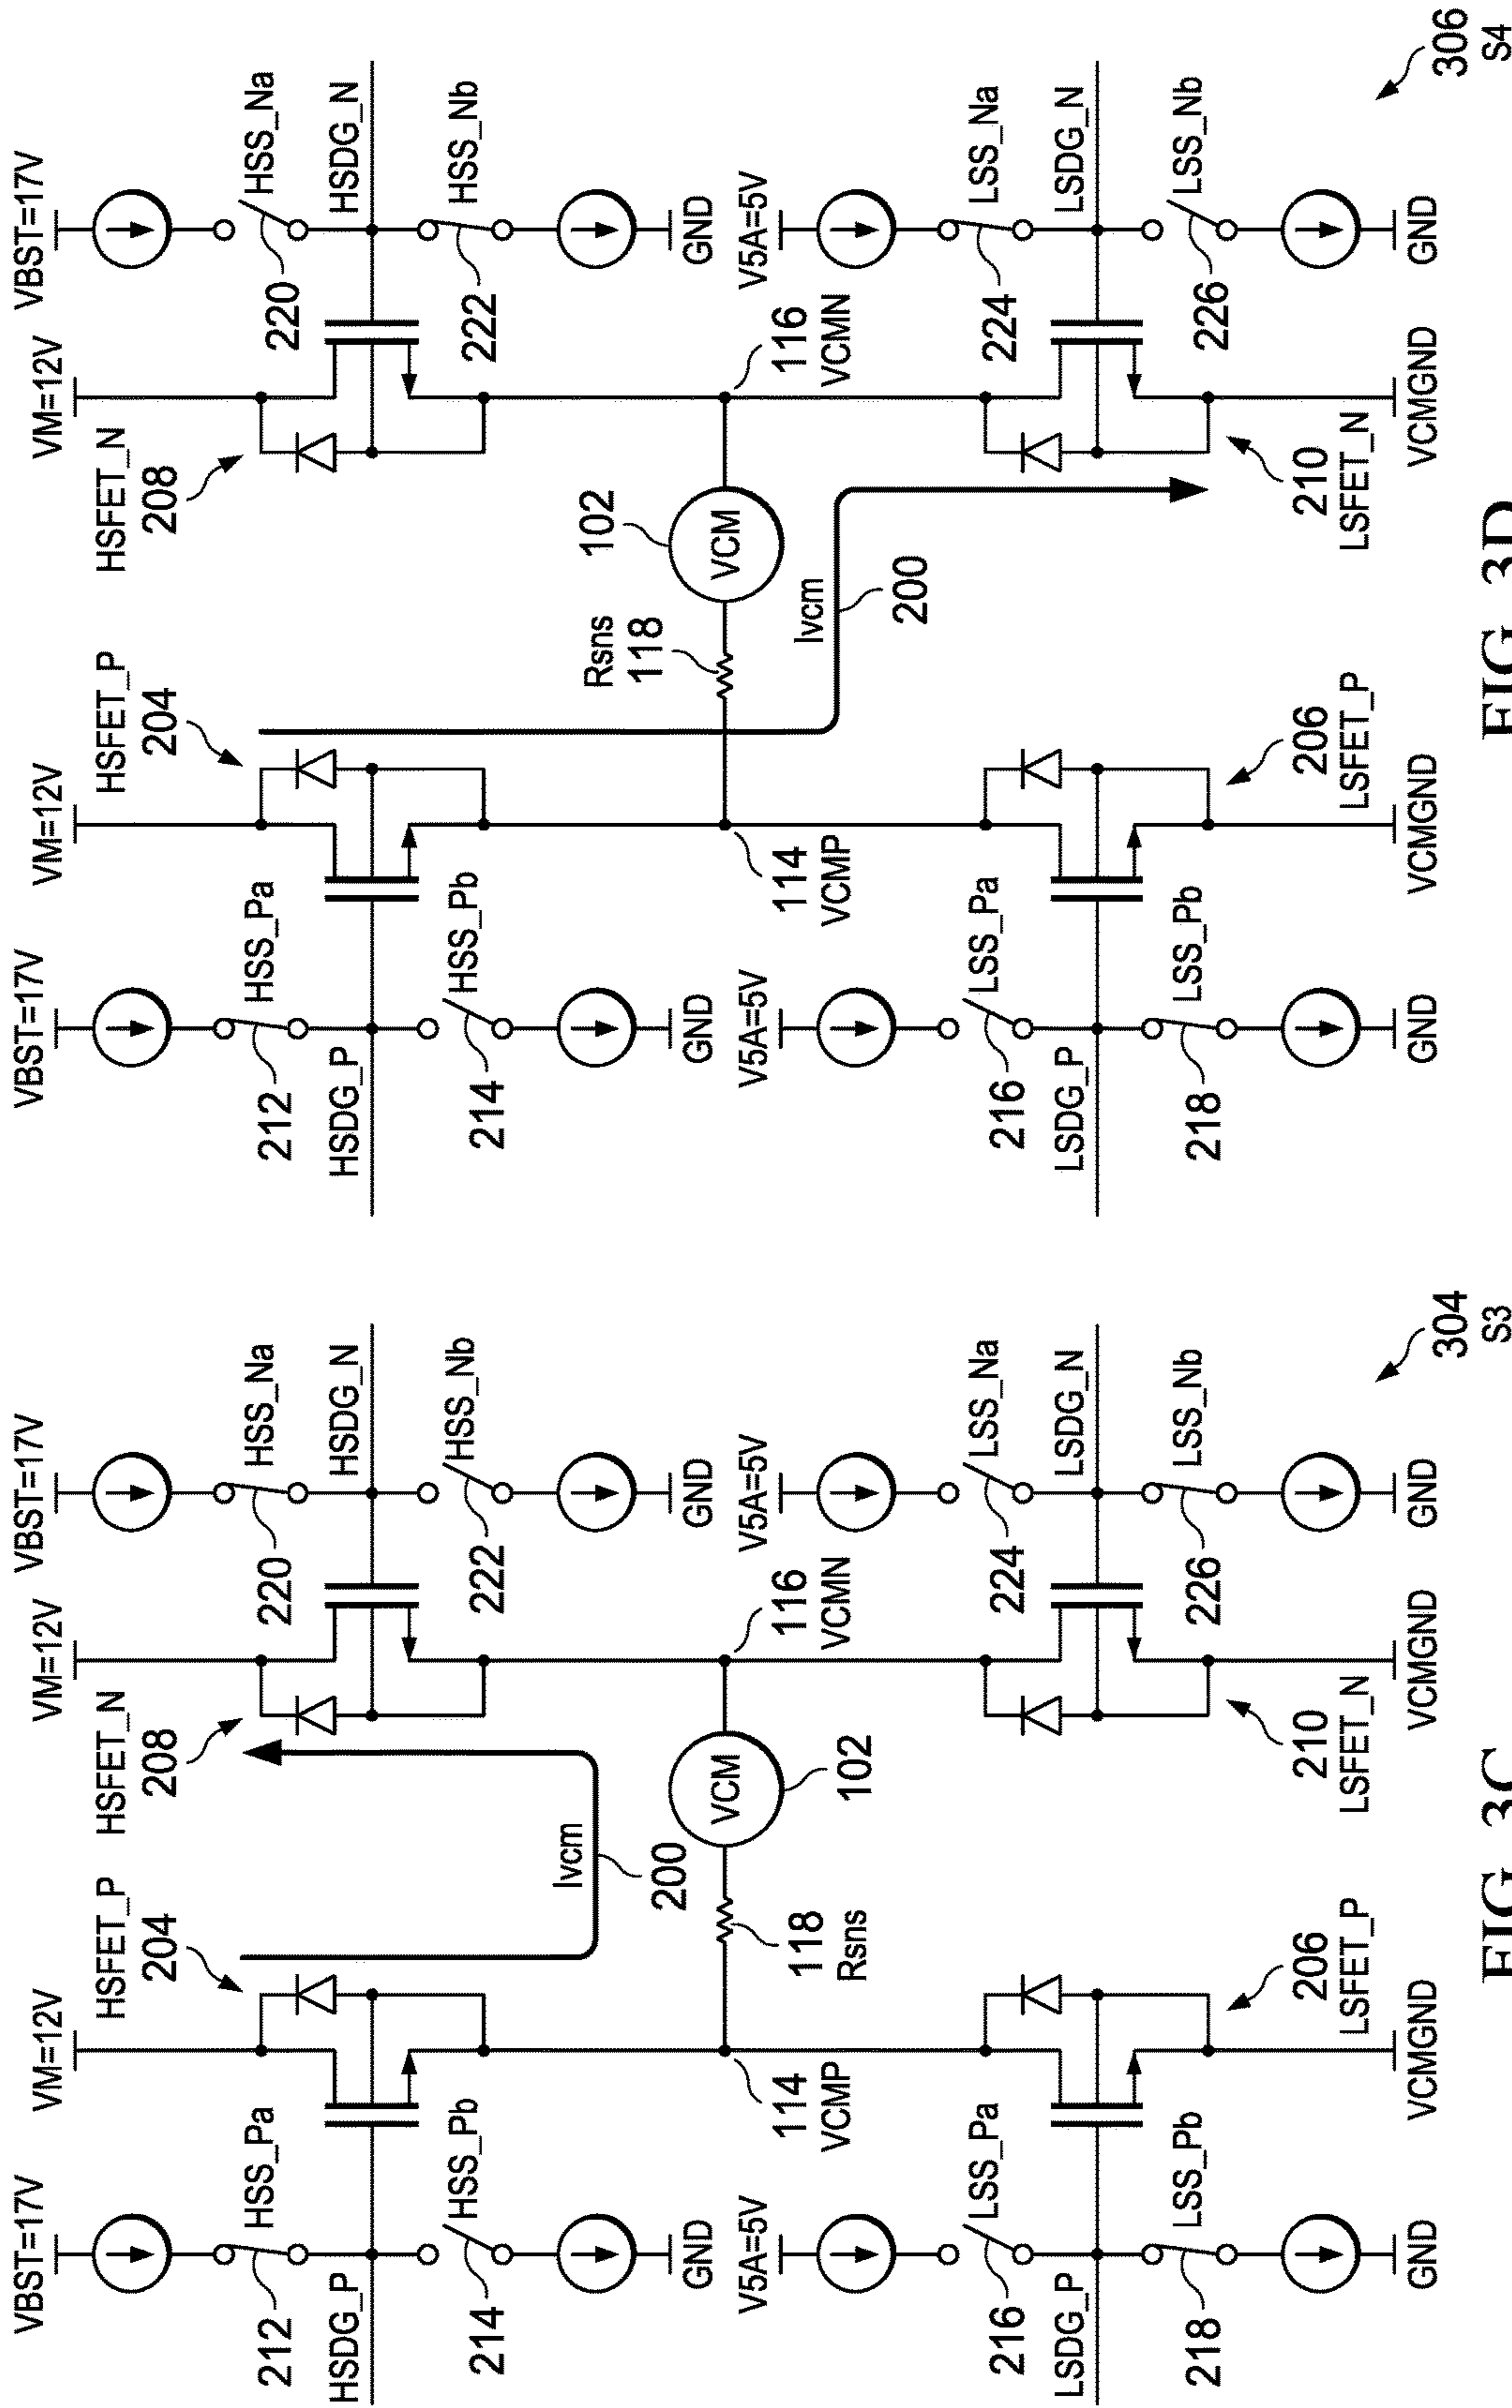 VBST=17V
VM=12V
VM=12V
VBST=17V
HSFET_P
204
HSFET_N
208
HSS_Pa
212
220
HSS_Na
HSDG_P
HSDG_N
HSS_Pb
214
222
HSS_Nb
Ivcm
200
GND
GND
V5A=5V
V5A=5V
114
VCMP
118
Rsns
VCM
102
116
VCMN
LSS_Pa
216
224
LSS_Na
LSDG_P
LSDG_N
LSS_Pb
218
226
LSS_Nb
206
LSFET_P
210
LSFET_N
GND
VCMGND
VCMGND
GND
304
S3
FIG. 3C
VBST=17V
VM=12V
VM=12V
VBST=17V
HSFET_P
204
HSFET_N
208
HSS_Pa
212
220
HSS_Na
HSDG_P
HSDG_N
HSS_Pb
214
222
HSS_Nb
Rsns
118
102
VCM
GND
GND
V5A=5V
V5A=5V
114
VCMP
116
VCMN
Ivcm
200
LSS_Pa
216
224
LSS_Na
LSDG_P
LSDG_N
LSS_Pb
218
226
LSS_Nb
206
LSFET_P
210
LSFET_N
GND
VCMGND
VCMGND
GND
306
S4
FIG. 3D